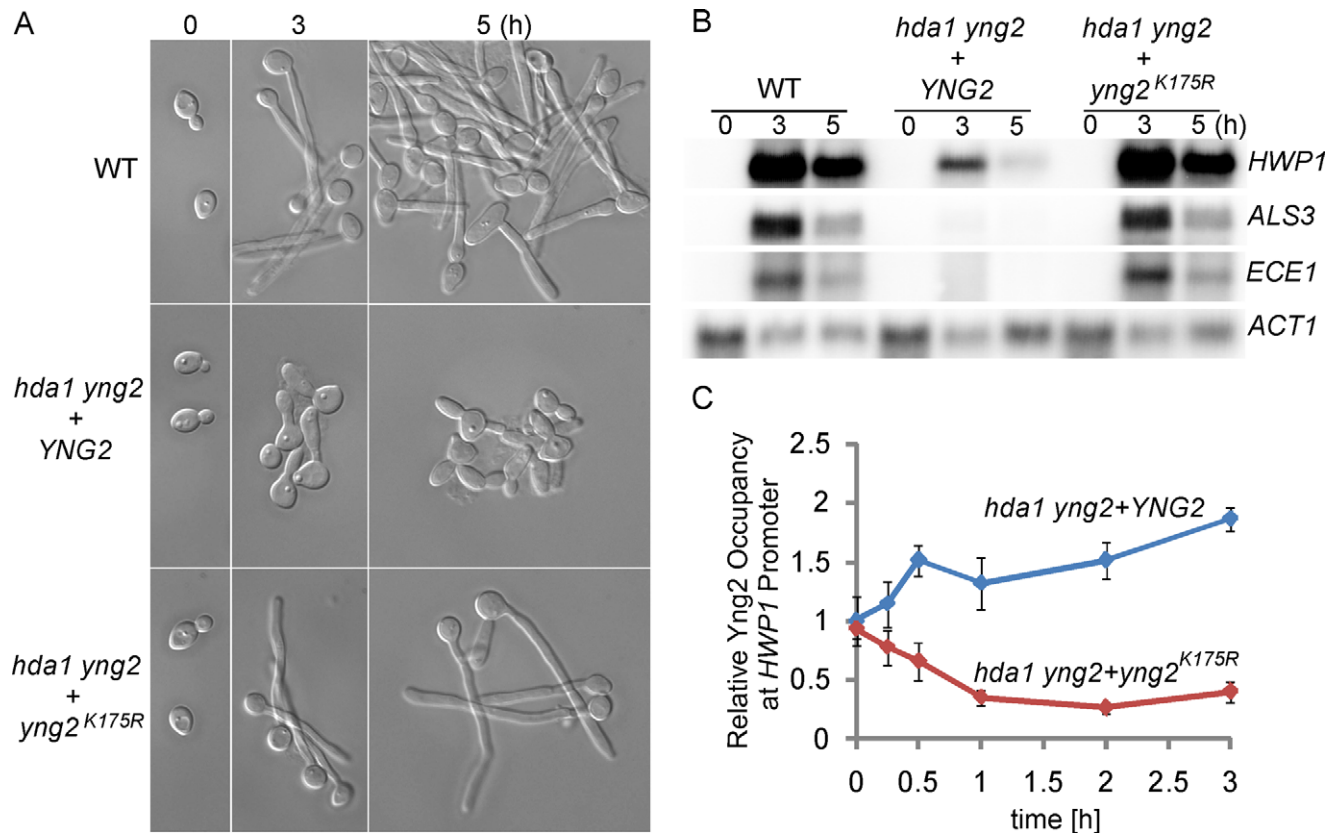 A
0 3 5 (h)
WT
hda1 yng2
+
YNG2
hda1 yng2
+
yng2K175R
B
hda1 yng2
+
YNG2
hda1 yng2
+
yng2K175R
WT
0 3 5 0 3 5 0 3 5 (h)
HWP1
ALS3
ECE1
ACT1
C
Relative Yng2 Occupancy
at HWP1 Promoter
2.5
2
1.5
1
0.5
0
hda1 yng2+YNG2
hda1 yng2+yng2K175R
0 0.5 1 1.5 2 2.5 3
time [h]